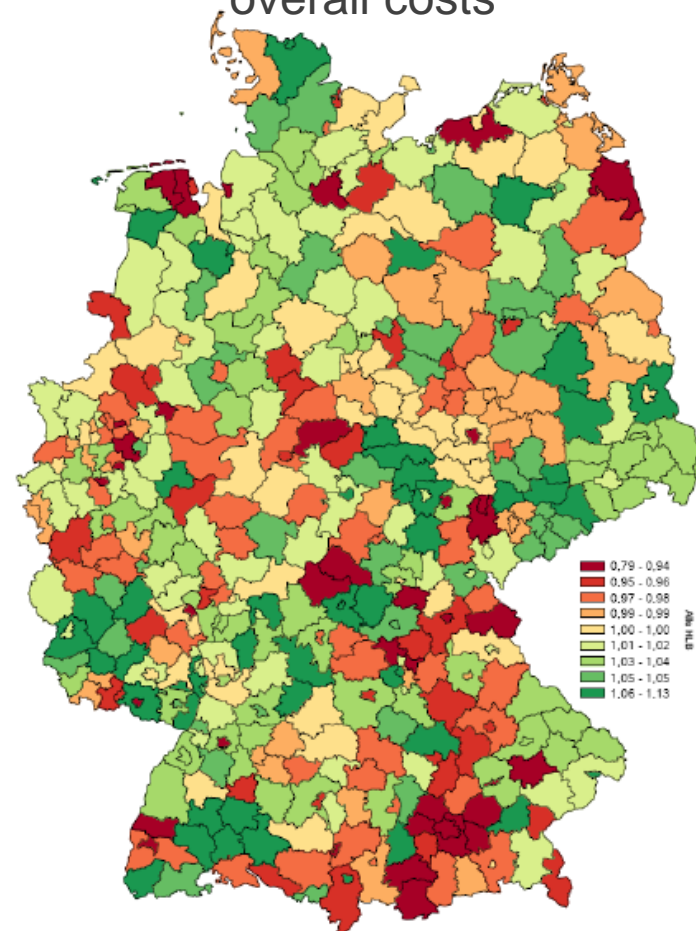 overall costs
0,79 - 0,94
0,95 - 0,96
0,97 - 0,98
0,99 - 0,99
1,00 - 1,00
1,01 - 1,02
1,03 - 1,04
1,05 - 1,05
1,06 - 1,13
Alle HLB